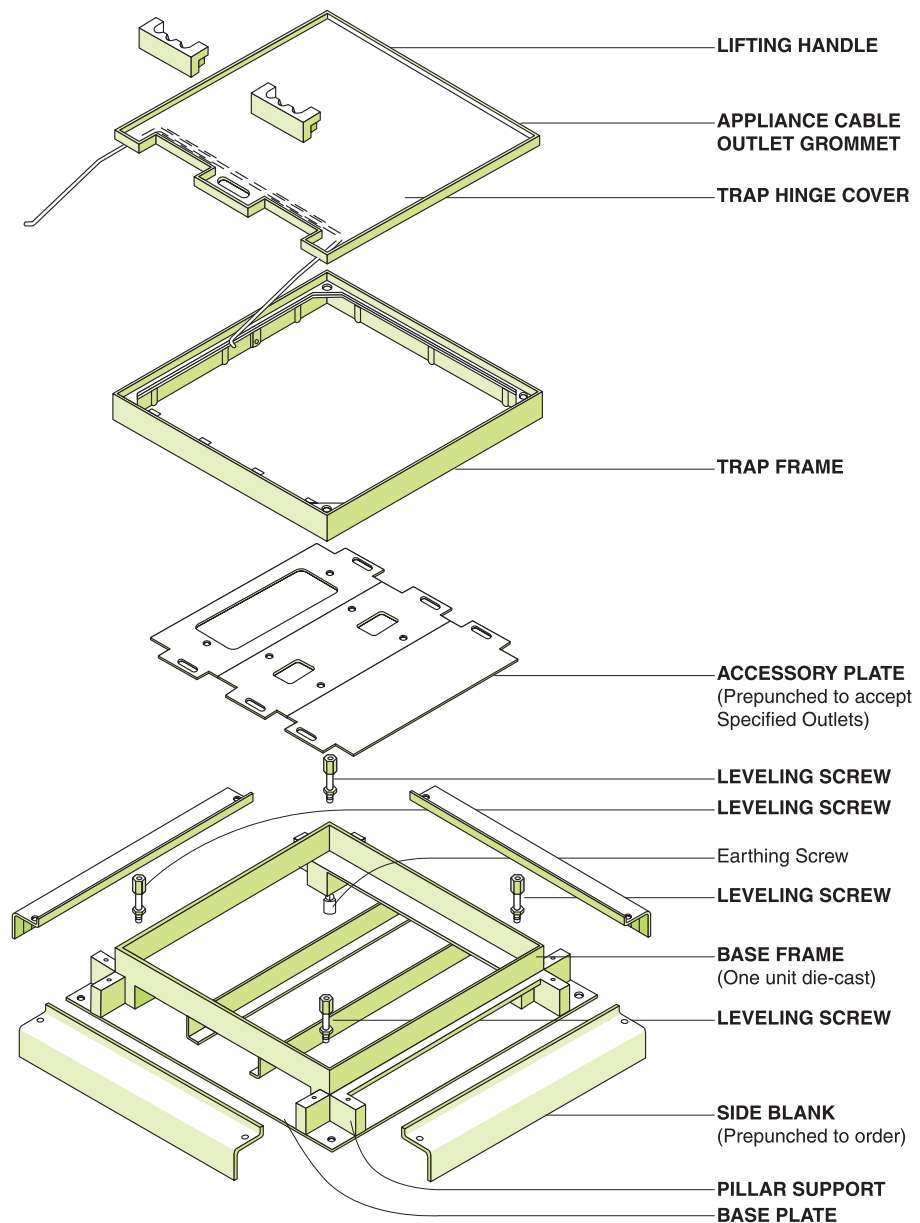 LIFTING HANDLE
APPLIANCE CABLE
OUTLET GROMMET
TRAP HINGE COVER
TRAP FRAME
ACCESSORY PLATE
(Prepunched to accept
Specified Outlets)
LEVELING SCREW
LEVELING SCREW
Earthing Screw
LEVELING SCREW
BASE FRAME
(One unit die-cast)
LEVELING SCREW
SIDE BLANK
(Prepunched to order)
PILLAR SUPPORT
BASE PLATE